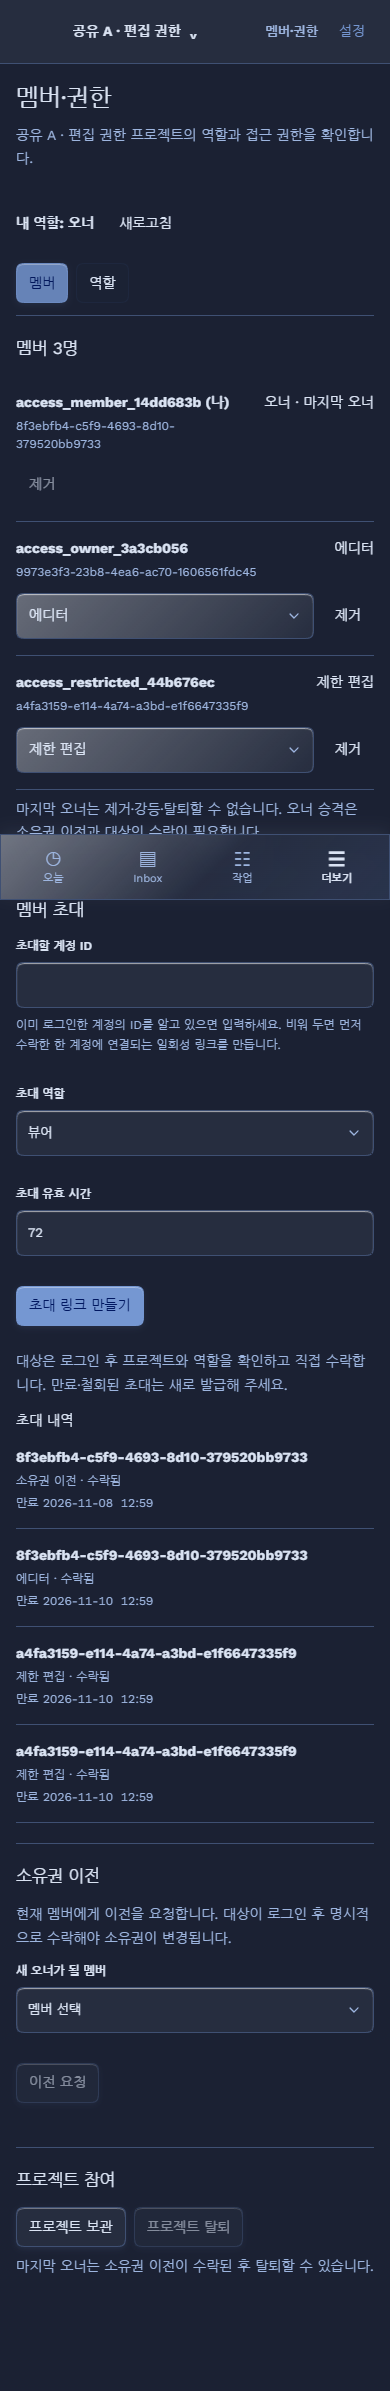 공유 A · 편집 권한
멤버·권한 설정
멤버·권한
공유 A · 편집 권한 프로젝트의 역할과 접근 권한을 확인합니
다.
내 역할: 오너 새로고침
멤버 역할
멤버 3명
access_member_14dd683b (나) 오너 · 마지막 오너
8f3ebfb4-c5f9-4693-8d10-
379520bb9733
제거
access_owner_3a3cb056 에디터
9973e3f3-23b8-4ea6-ac70-1606561fdc45
에디터 제거
access_restricted_44b676ec 제한 편집
a4fa3159-e114-4a74-a3bd-e1f6647335f9
제한 편집 제거
마지막 오너는 제거·강등·탈퇴할 수 없습니다. 오너 승격은
소유권 이전과 대상의 수락이 필요합니다.
오늘 Inbox 작업 더보기
멤버 초대
초대할 계정 ID
이미 로그인한 계정의 ID를 알고 있으면 입력하세요. 비워 두면 먼저
수락한 한 계정에 연결되는 일회성 링크를 만듭니다.
초대 역할
뷰어
초대 유효 시간
72
초대 링크 만들기
대상은 로그인 후 프로젝트와 역할을 확인하고 직접 수락합
니다. 만료·철회된 초대는 새로 발급해 주세요.
초대 내역
8f3ebfb4-c5f9-4693-8d10-379520bb9733
소유권 이전 · 수락됨
만료 2026-11-08 12:59
8f3ebfb4-c5f9-4693-8d10-379520bb9733
에디터 · 수락됨
만료 2026-11-10 12:59
a4fa3159-e114-4a74-a3bd-e1f6647335f9
제한 편집 · 수락됨
만료 2026-11-10 12:59
a4fa3159-e114-4a74-a3bd-e1f6647335f9
제한 편집 · 수락됨
만료 2026-11-10 12:59
소유권 이전
현재 멤버에게 이전을 요청합니다. 대상이 로그인 후 명시적
으로 수락해야 소유권이 변경됩니다.
새 오너가 될 멤버
멤버 선택
이전 요청
프로젝트 참여
프로젝트 보관 프로젝트 탈퇴
마지막 오너는 소유권 이전이 수락된 후 탈퇴할 수 있습니다.